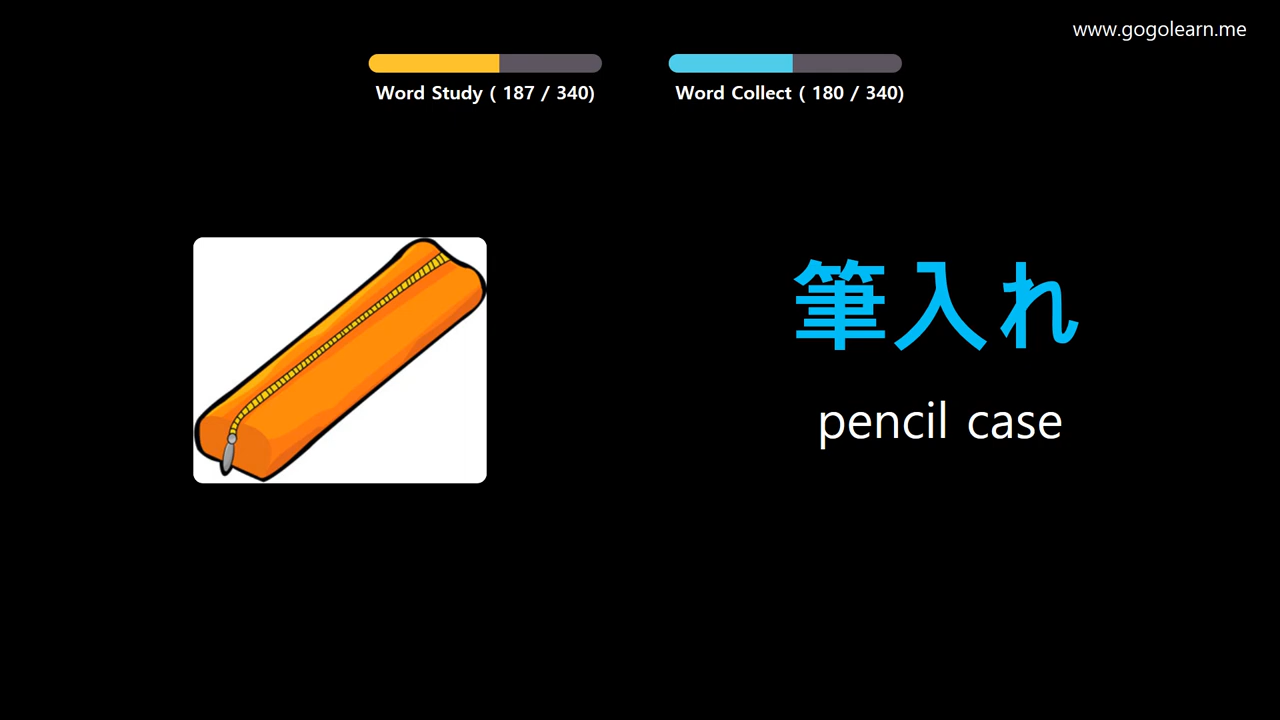 www.gogolearn.me
Word Study ( 187 / 340)
Word Collect ( 180 / 340)
筆入れ
pencil case